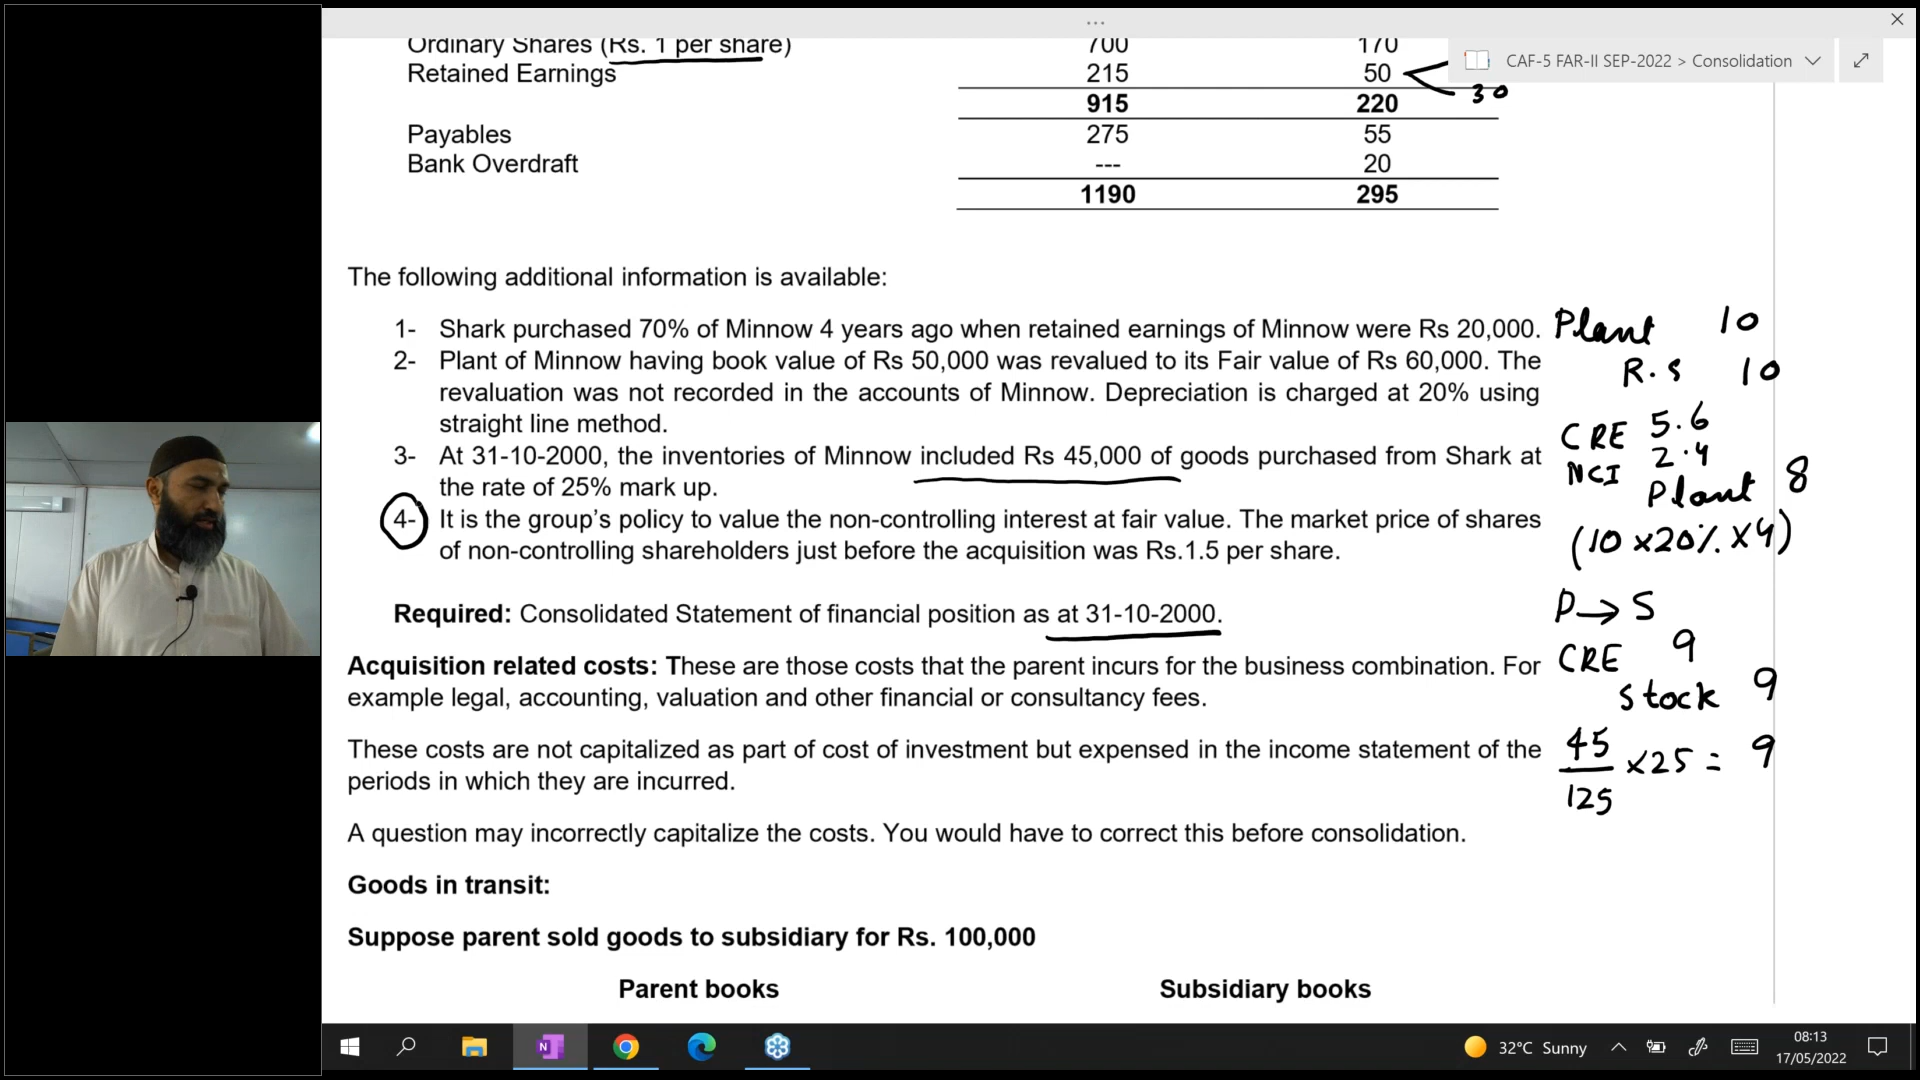 Ordinary Shares (Rs. 1 per share) 700 170
CAF-5 FAR-II SEP-2022 > Consolidation
Retained Earnings 215 50
30
915 220
Payables 275 55
Bank Overdraft --- 20
1190 295
The following additional information is available:
1- Shark purchased 70% of Minnow 4 years ago when retained earnings of Minnow were Rs 20,000.
2- Plant of Minnow having book value of Rs 50,000 was revalued to its Fair value of Rs 60,000. The
revaluation was not recorded in the accounts of Minnow. Depreciation is charged at 20% using
straight line method.
3- At 31-10-2000, the inventories of Minnow included Rs 45,000 of goods purchased from Shark at
the rate of 25% mark up.
4- It is the group's policy to value the non-controlling interest at fair value. The market price of shares
of non-controlling shareholders just before the acquisition was Rs.1.5 per share.
Required: Consolidated Statement of financial position as at 31-10-2000.
Acquisition related costs: These are those costs that the parent incurs for the business combination. For
example legal, accounting, valuation and other financial or consultancy fees.
These costs are not capitalized as part of cost of investment but expensed in the income statement of the
periods in which they are incurred.
A question may incorrectly capitalize the costs. You would have to correct this before consolidation.
Goods in transit:
Suppose parent sold goods to subsidiary for Rs. 100,000
Parent books Subsidiary books
Plant 10
R.S 10
CRE 5.6
NCI 2.4
Plant 8
(10 x20% x4)
P→S
CRE 9
Stock 9
45
125
x25 = 9
32°C Sunny
08:13
17/05/2022